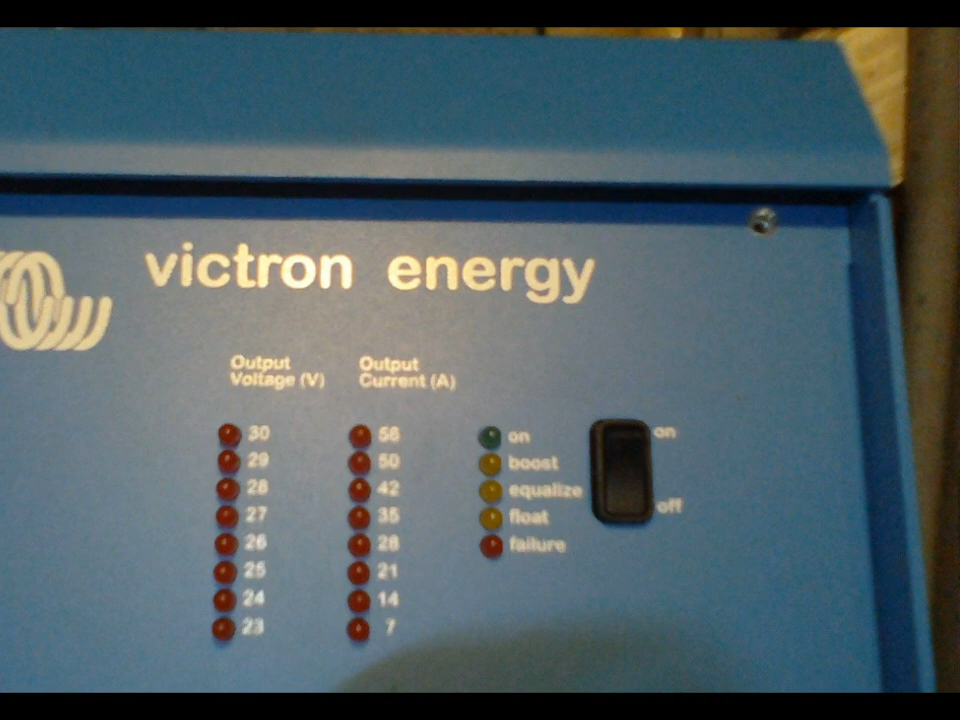 victron energy
Output
Voltage (V)
30
29
28
27
26
25
24
23
Output
Current (A)
56
50
42
35
28
21
14
7
on
boost
equalize
float
failure
on
off